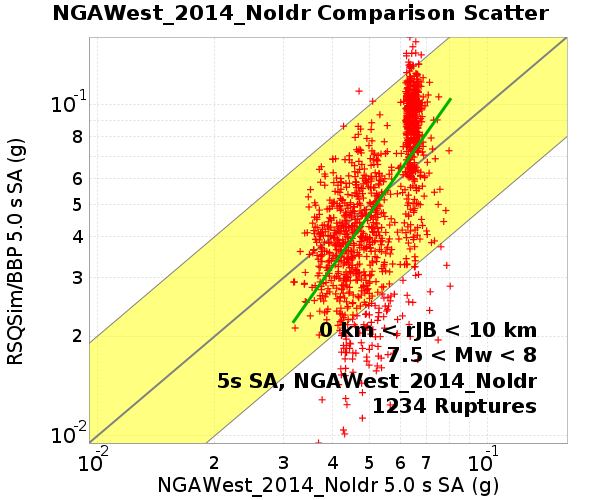 NGAWest_2014_NoIdr Comparison Scatter
RSQSim/BBP 5.0 s SA (g)
10-1
8
6
5
4
3
2
10-2
0 km < rJB < 10 km
7.5 < Mw < 8
5s SA, NGAWest_2014_NoIdr
1234 Ruptures
10-2 2 3 4 5 6 7 10-1
NGAWest_2014_NoIdr 5.0 s SA (g)